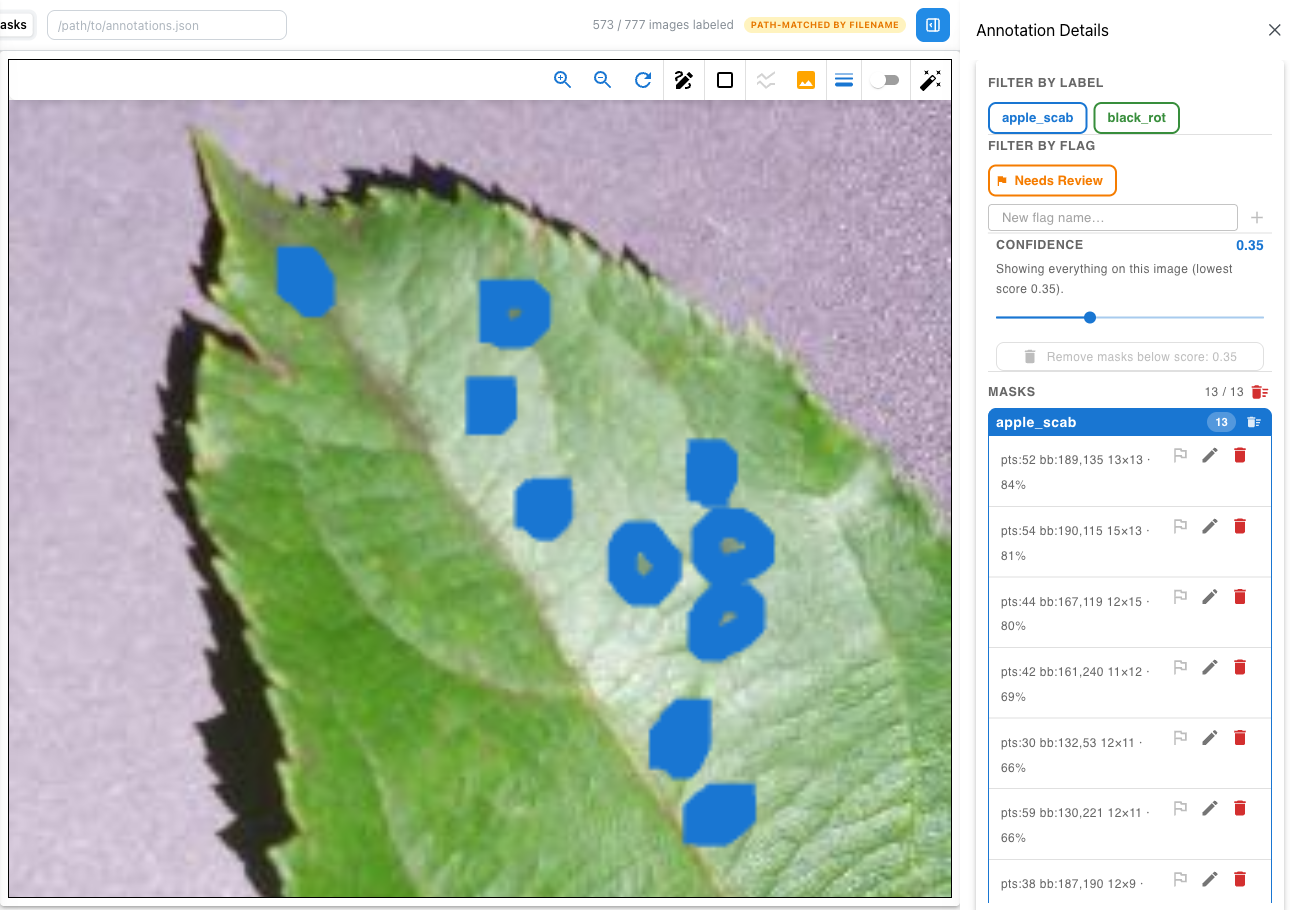 asks
/path/to/annotations.json
573 / 777 images labeled
PATH-MATCHED BY FILENAME
Annotation Details
FILTER BY LABEL
apple_scab
black_rot
FILTER BY FLAG
Needs Review
New flag name...
CONFIDENCE
0.35
Showing everything on this image (lowest
score 0.35).
Remove masks below score: 0.35
MASKS
13 / 13
apple_scab
13
pts:52 bb:189,135 13×13 ·
84%
pts:54 bb:190,115 15×13 ·
81%
pts:44 bb:167,119 12×15 ·
80%
pts:42 bb:161,240 11×12 ·
69%
pts:30 bb:132,53 12×11 ·
66%
pts:59 bb:130,221 12×11 ·
66%
pts:38 bb:187,190 12×9 ·